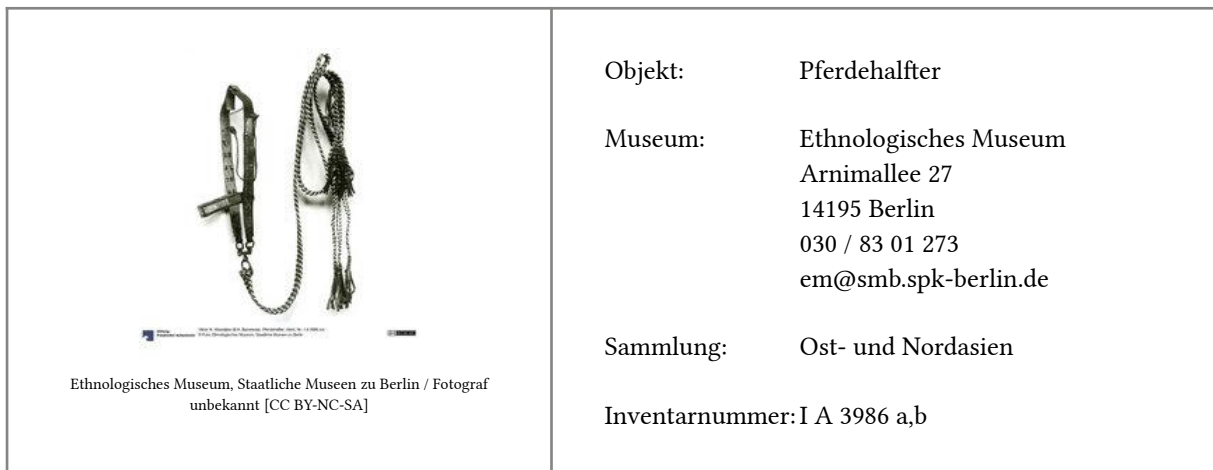 Ethnologisches Museum, Staatliche Museen zu Berlin / Fotograf
unbekannt [CC BY-NC-SA]
Objekt: Pferdehalfter
Museum: Ethnologisches Museum
Arnimallee 27
14195 Berlin
030 / 83 01 273
em@smb.spk-berlin.de
Sammlung: Ost- und Nordasien
Inventarnummer: I A 3986 a,b